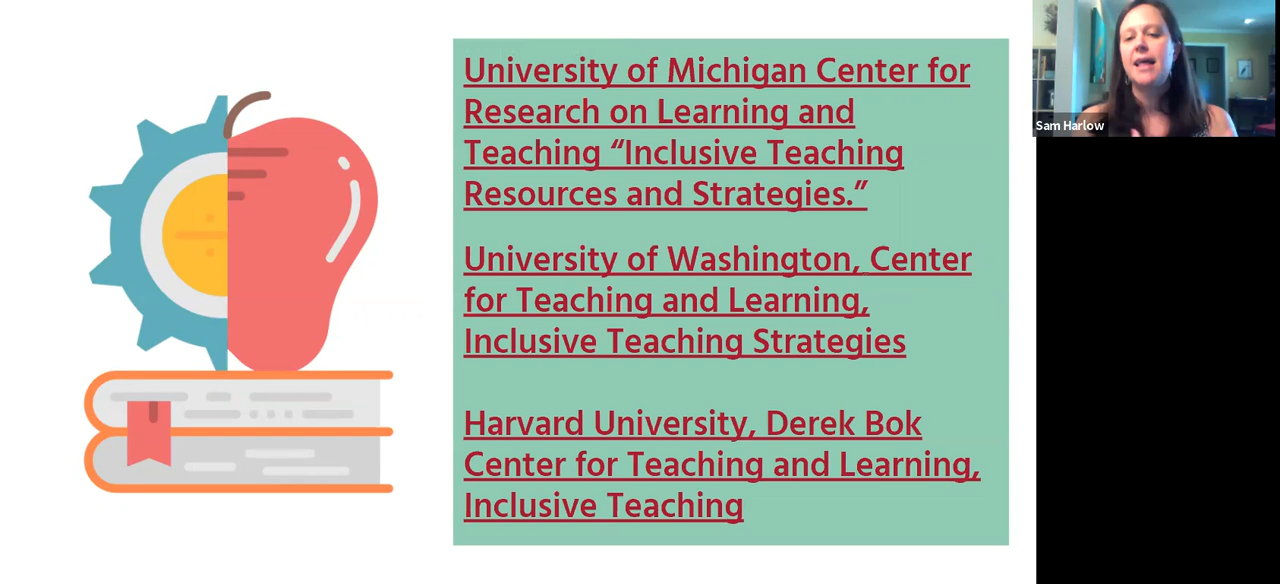 University of Michigan Center for
Research on Learning and
Teaching “Inclusive Teaching
Resources and Strategies.”
University of Washington, Center
for Teaching and Learning,
Inclusive Teaching Strategies
Harvard University, Derek Bok
Center for Teaching and Learning,
Inclusive Teaching
Sam Harlow